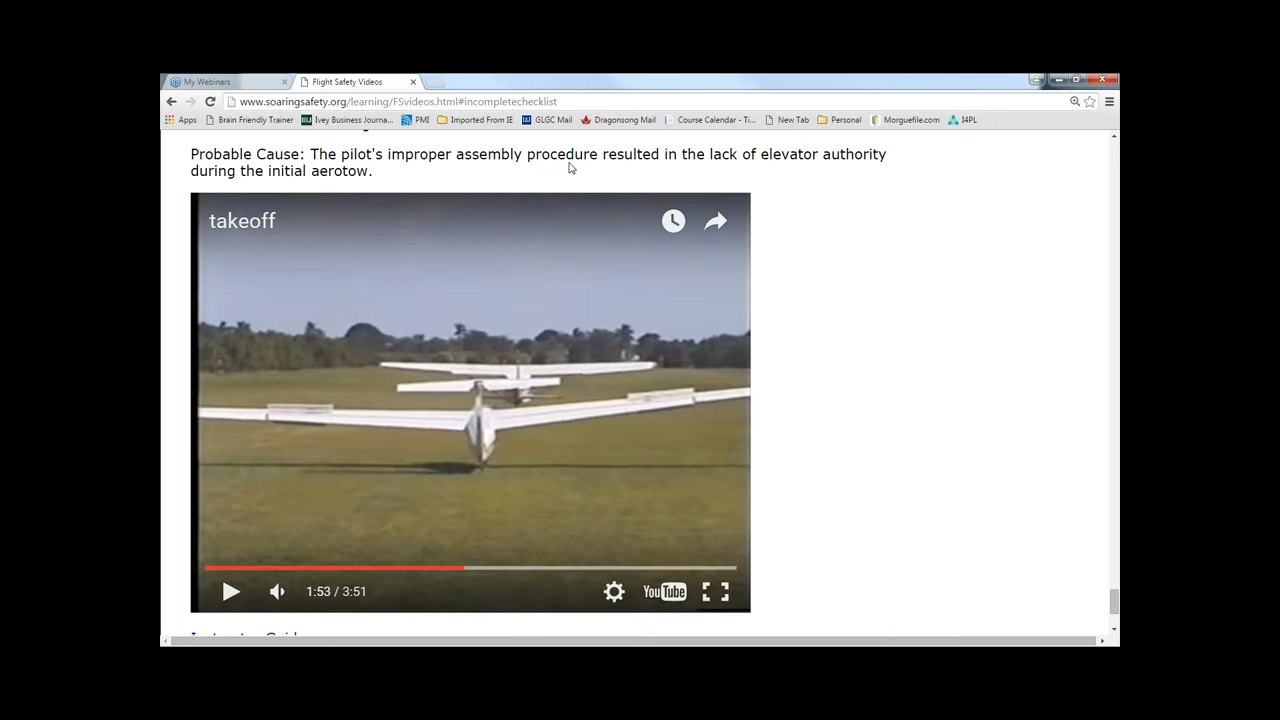 My Webinars
Flight Safety Videos
www.soaringsafety.org/learning/FSvideos.html#incompletechecklist
Apps Brain Friendly Trainer Ivey Business Journa... PMI Imported From IE GLGC Mail Dragonsong Mail Course Calendar - Ti... New Tab Personal Morguefile.com I4PL
Probable Cause: The pilot's improper assembly procedure resulted in the lack of elevator authority
during the initial aerotow.
takeoff
1:53 / 3:51
YouTube